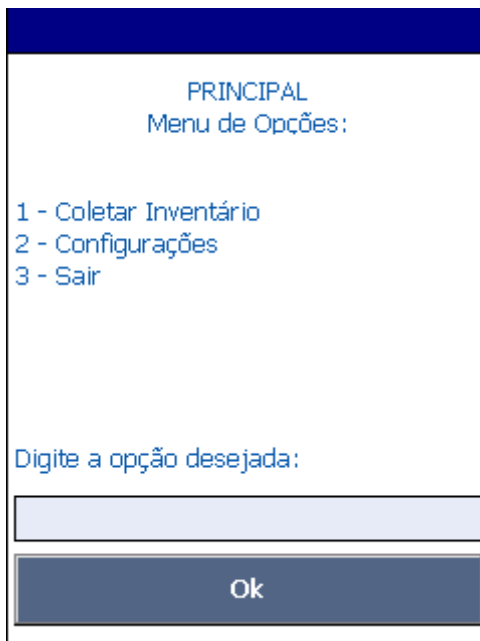 PRINCIPAL
Menu de Opções:
1 - Coletar Inventário
2 - Configurações
3 - Sair
Digite a opção desejada:
Ok